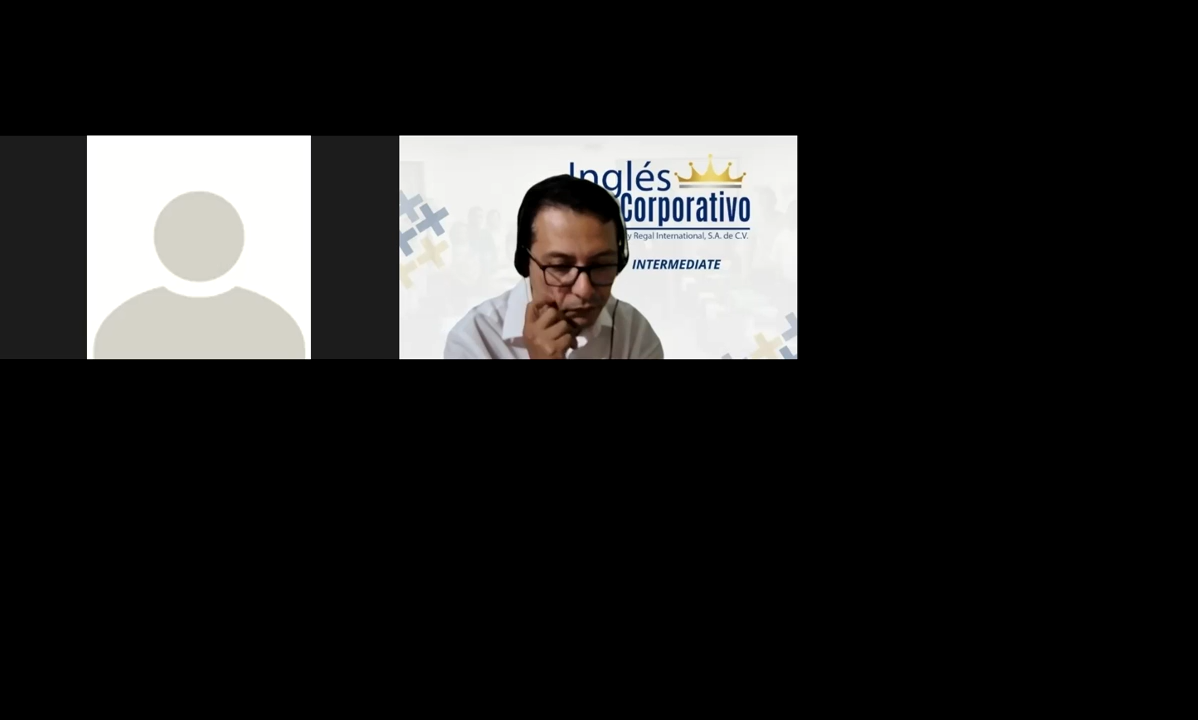 Inglés
Corporativo
y Regal International, S.A. de C.V.
INTERMEDIATE